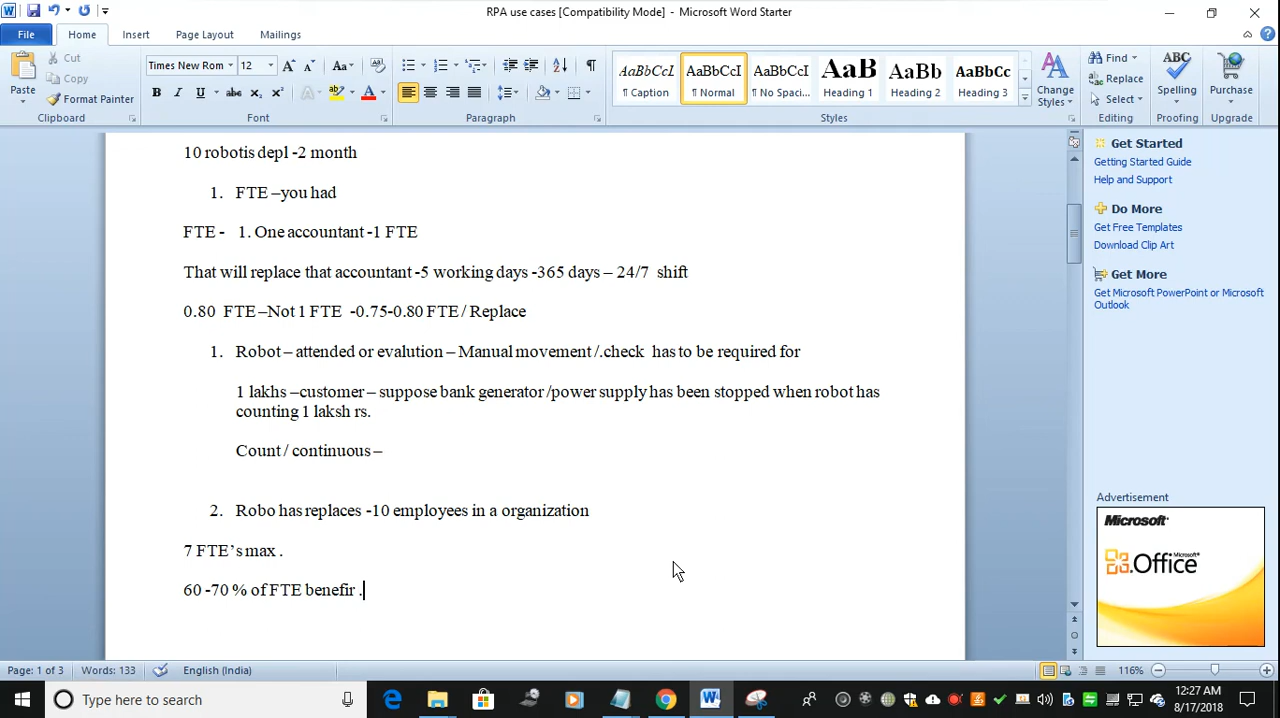 RPA use cases [Compatibility Mode] - Microsoft Word Starter
File Home Insert Page Layout Mailings
Paste
Cut
Copy
Format Painter
Clipboard
Times New Rom 12
Font
Paragraph
AaBbCcI AaBbCcI AaBbCcI AaB AaBb AaBbCc
¶ Caption ¶ Normal ¶ No Spaci... Heading 1 Heading 2 Heading 3
Change Styles
Styles
Find
Replace
Select
Editing
ABC
Spelling
Proofing
Purchase
Upgrade
10 robotis depl -2 month
1. FTE –you had
FTE - 1. One accountant -1 FTE
That will replace that accountant -5 working days -365 days – 24/7 shift
0.80 FTE –Not 1 FTE -0.75-0.80 FTE / Replace
1. Robot – attended or evalution – Manual movement /.check has to be required for
1 lakhs –customer – suppose bank generator /power supply has been stopped when robot has
counting 1 laksh rs.
Count / continuous –
2. Robo has replaces -10 employees in a organization
7 FTE’s max .
60 -70 % of FTE benefir .
Get Started
Getting Started Guide
Help and Support
Do More
Get Free Templates
Download Clip Art
Get More
Get Microsoft PowerPoint or Microsoft
Outlook
Advertisement
Microsoft
Microsoft
Office
Page: 1 of 3 Words: 133 English (India) 116%
Type here to search
12:27 AM
8/17/2018